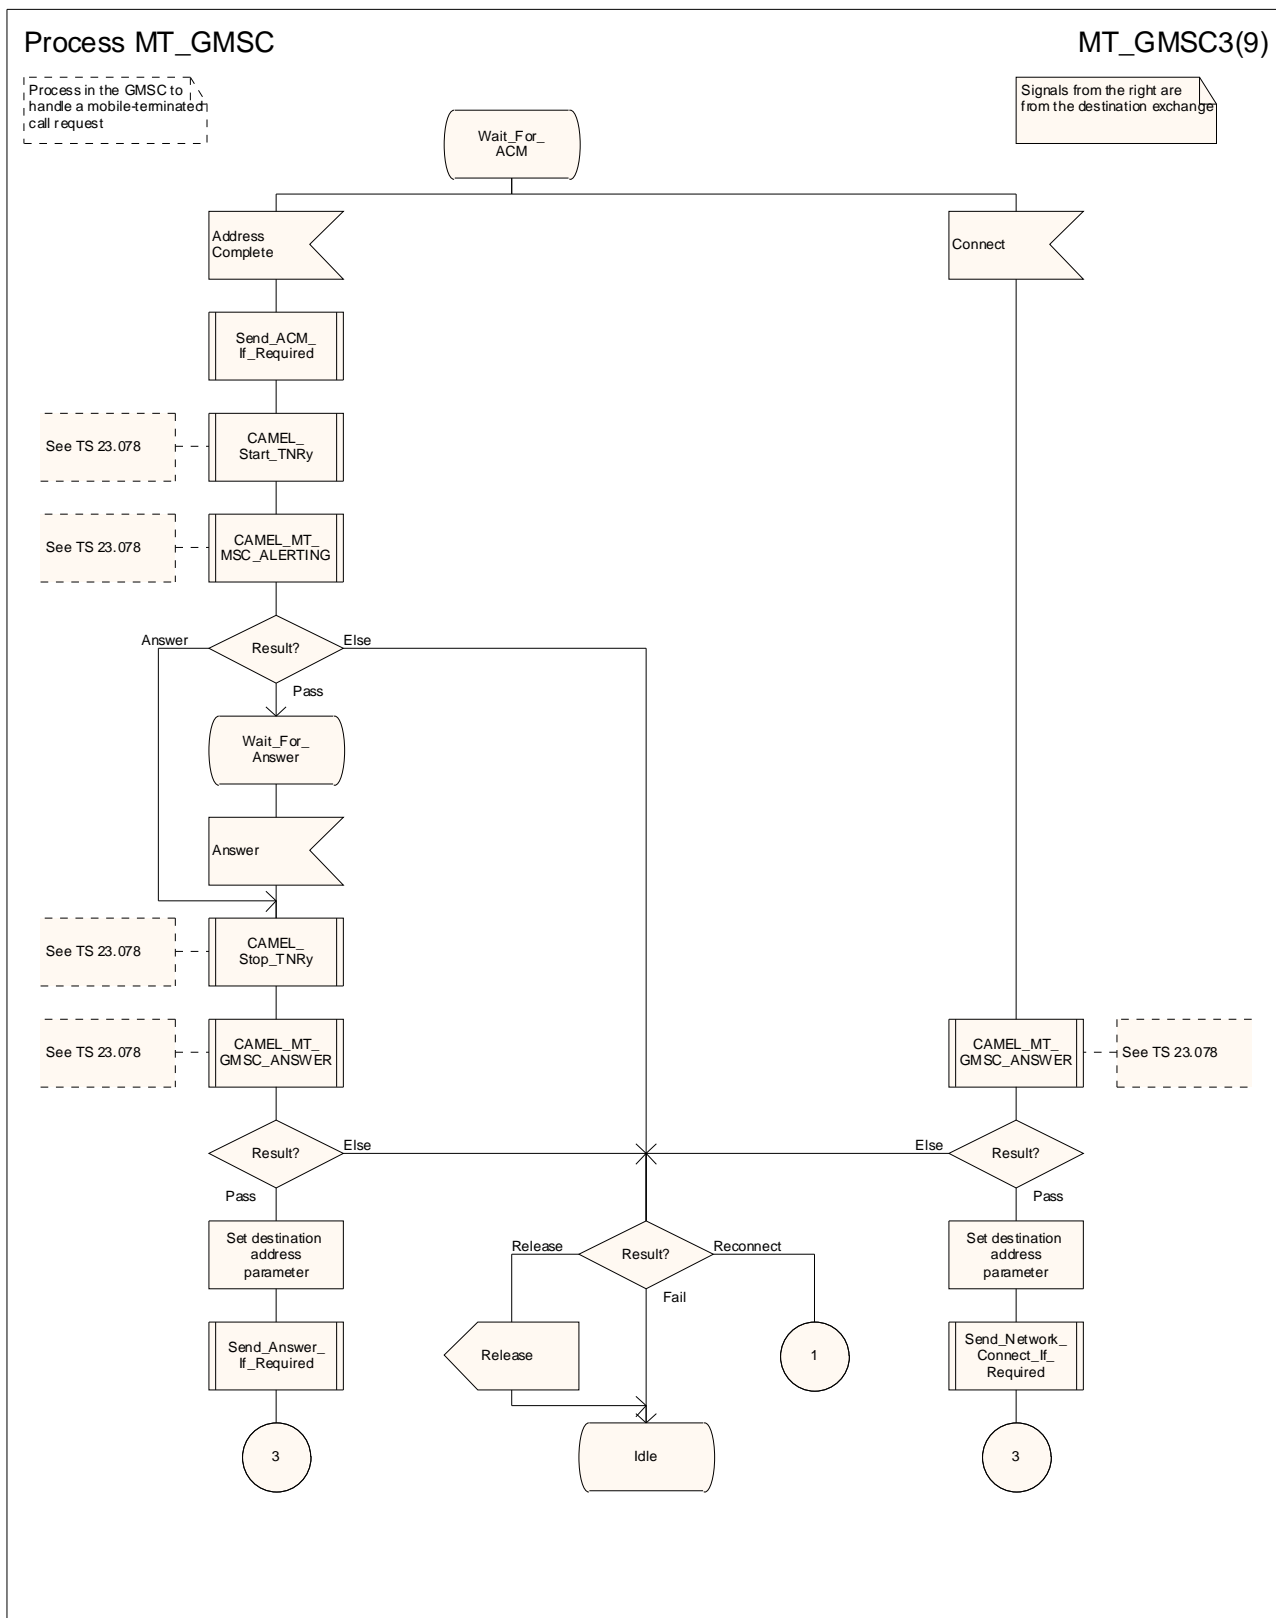 Process MT_GMSC
MT_GMSC3(9)
Process in the GMSC to
handle a mobile-terminated
call request
Signals from the right are
from the destination exchange
Wait_For_
ACM
Address
Complete
Connect
Send_ACM_
If_Required
See TS 23.078
CAMEL_
Start_TNRy
See TS 23.078
CAMEL_MT_
MSC_ALERTING
Answer
Result?
Else
Pass
Wait_For_
Answer
Answer
See TS 23.078
CAMEL_
Stop_TNRy
See TS 23.078
CAMEL_MT_
GMSC_ANSWER
CAMEL_MT_
GMSC_ANSWER
See TS 23.078
Result?
Else
Else
Result?
Pass
Pass
Set destination
address
parameter
Release
Result?
Reconnect
Fail
Set destination
address
parameter
Send_Answer_
If_Required
Release
1
Send_Network_
Connect_If_
Required
3
Idle
3